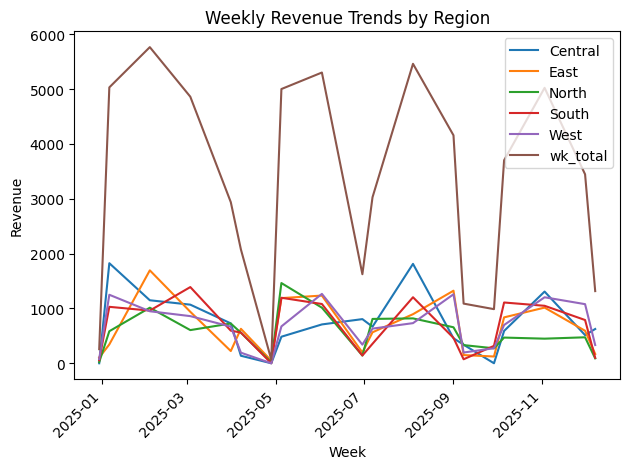 Weekly Revenue Trends by Region
Revenue
6000
5000
4000
3000
2000
1000
0
Central
East
North
South
West
wk_total
2025-01
2025-03
2025-05
2025-07
2025-09
2025-11
Week